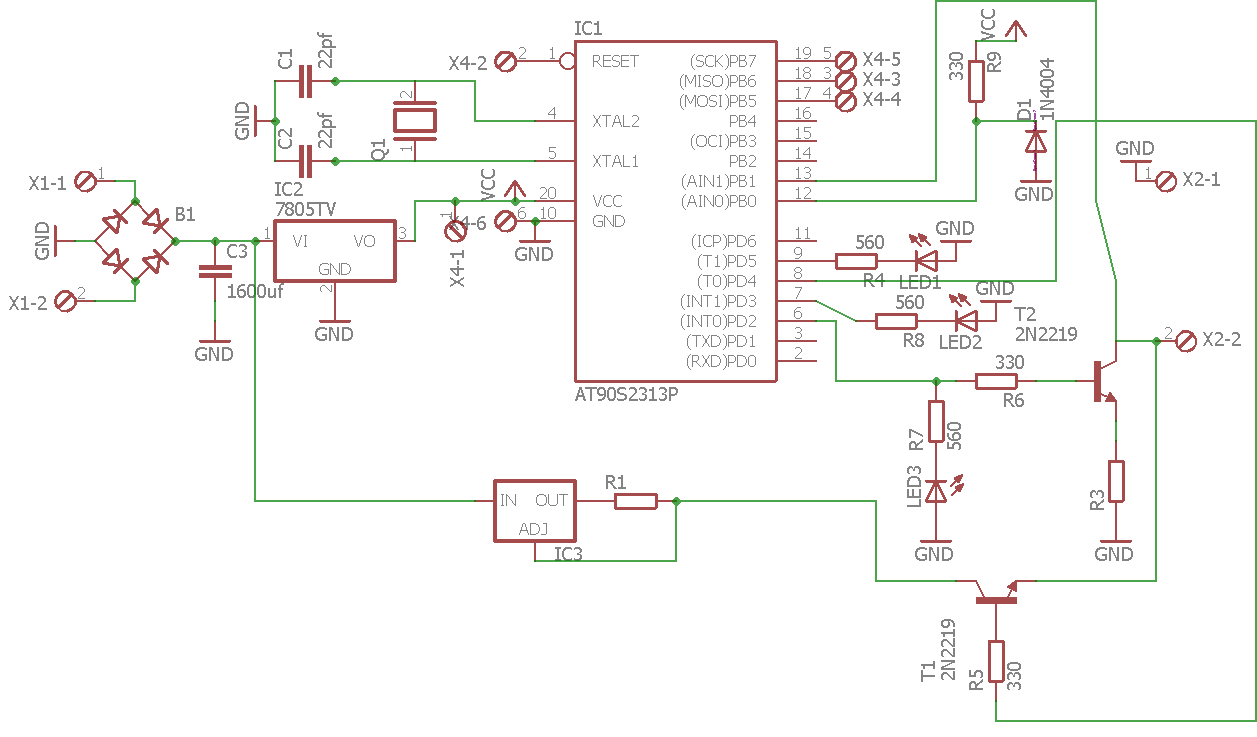 IC1
X4-2
2
1
RESET
(SCK)PB7
19
5
X4-5
(MISO)PB6
18
3
X4-3
(MOSI)PB5
17
4
X4-4
C1
22pf
GND
C2
22pf
2
Q1
1
4
XTAL2
5
XTAL1
PB4
16
(OCI)PB3
15
PB2
14
(AIN1)PB1
13
(AIN0)PB0
12
VCC
330
R9
D1
1N4004
GND
GND
1
X2-1
X1-1
1
B1
GND
X1-2
2
IC2
7805TV
1
VI
VO
3
GND
2
GND
C3
1600uf
GND
VCC
1
X4-1
20
VCC
X4-6
6
10
GND
GND
(ICP)PD6
11
(T1)PD5
9
(T0)PD4
8
(INT1)PD3
7
(INT0)PD2
6
(TXD)PD1
3
(RXD)PD0
2
AT90S2313P
560
R4
LED1
GND
560
R8
LED2
GND
T2
2N2219
2
X2-2
330
R6
R7
560
LED3
GND
R3
GND
IN
OUT
ADJ
IC3
R1
T1
2N2219
R5
330